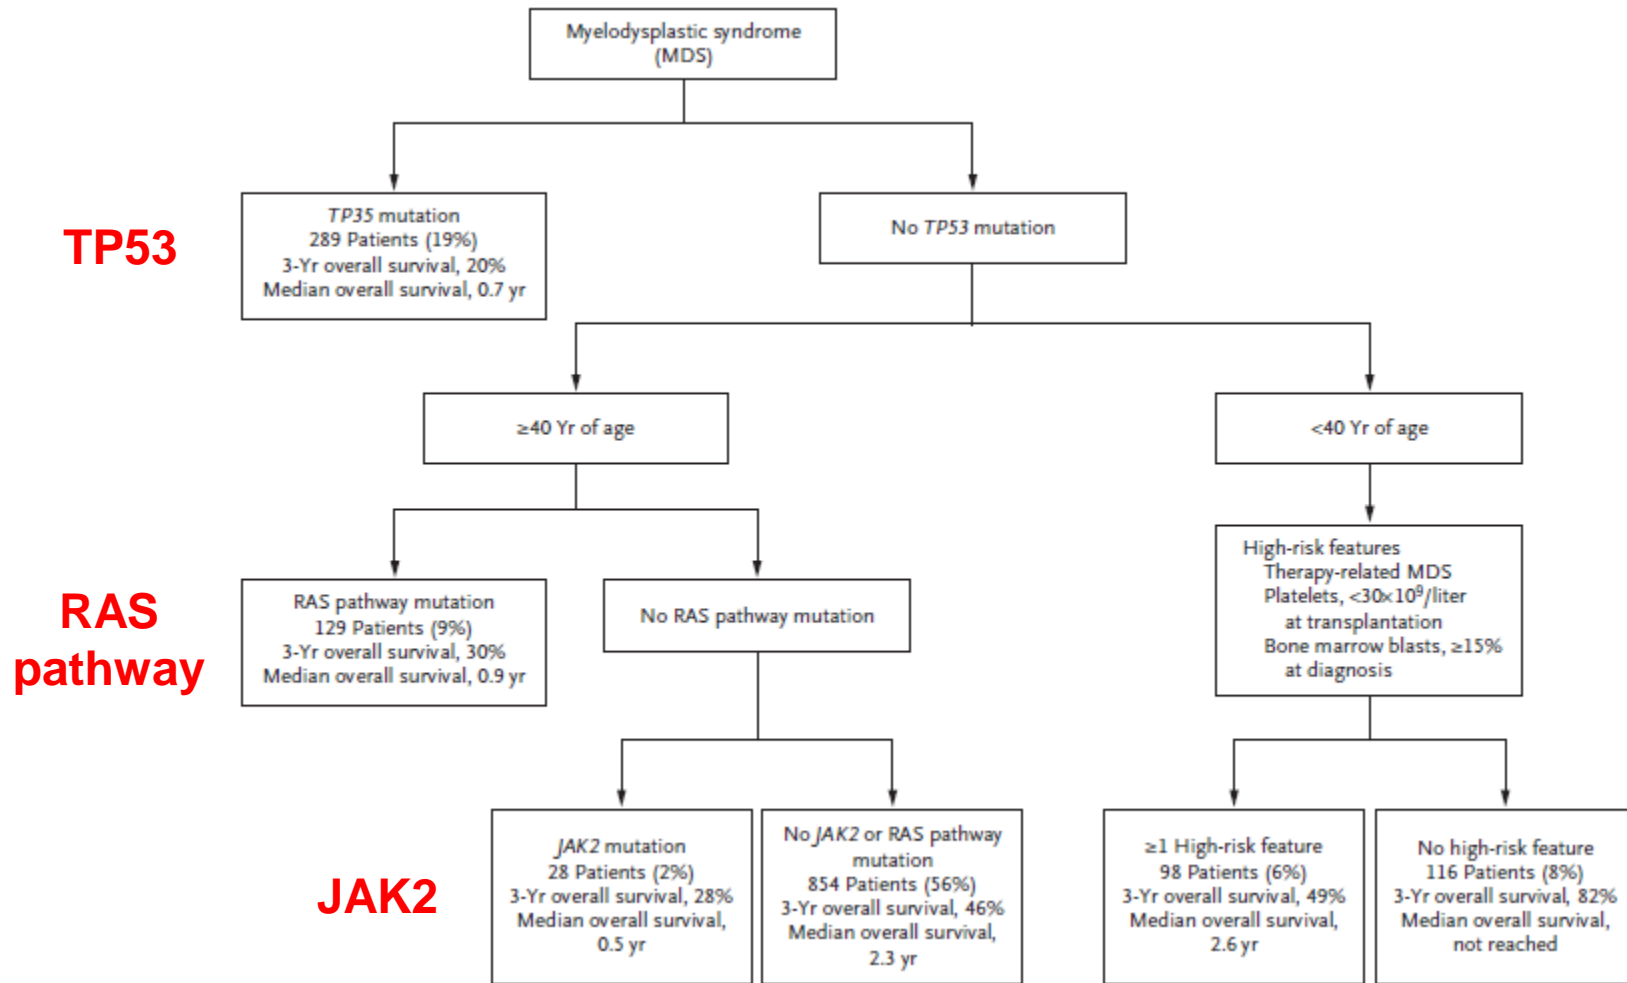 Myelodysplastic syndrome
(MDS)
TP53
TP35 mutation
289 Patients (19%)
3-Yr overall survival, 20%
Median overall survival, 0.7 yr
No TP53 mutation
≥40 Yr of age
<40 Yr of age
RAS
pathway
RAS pathway mutation
129 Patients (9%)
3-Yr overall survival, 30%
Median overall survival, 0.9 yr
No RAS pathway mutation
High-risk features
Therapy-related MDS
Platelets, <30×10⁹/liter
at transplantation
Bone marrow blasts, ≥15%
at diagnosis
JAK2
JAK2 mutation
28 Patients (2%)
3-Yr overall survival, 28%
Median overall survival,
0.5 yr
No JAK2 or RAS pathway
mutation
854 Patients (56%)
3-Yr overall survival, 46%
Median overall survival,
2.3 yr
≥1 High-risk feature
98 Patients (6%)
3-Yr overall survival, 49%
Median overall survival,
2.6 yr
No high-risk feature
116 Patients (8%)
3-Yr overall survival, 82%
Median overall survival,
not reached